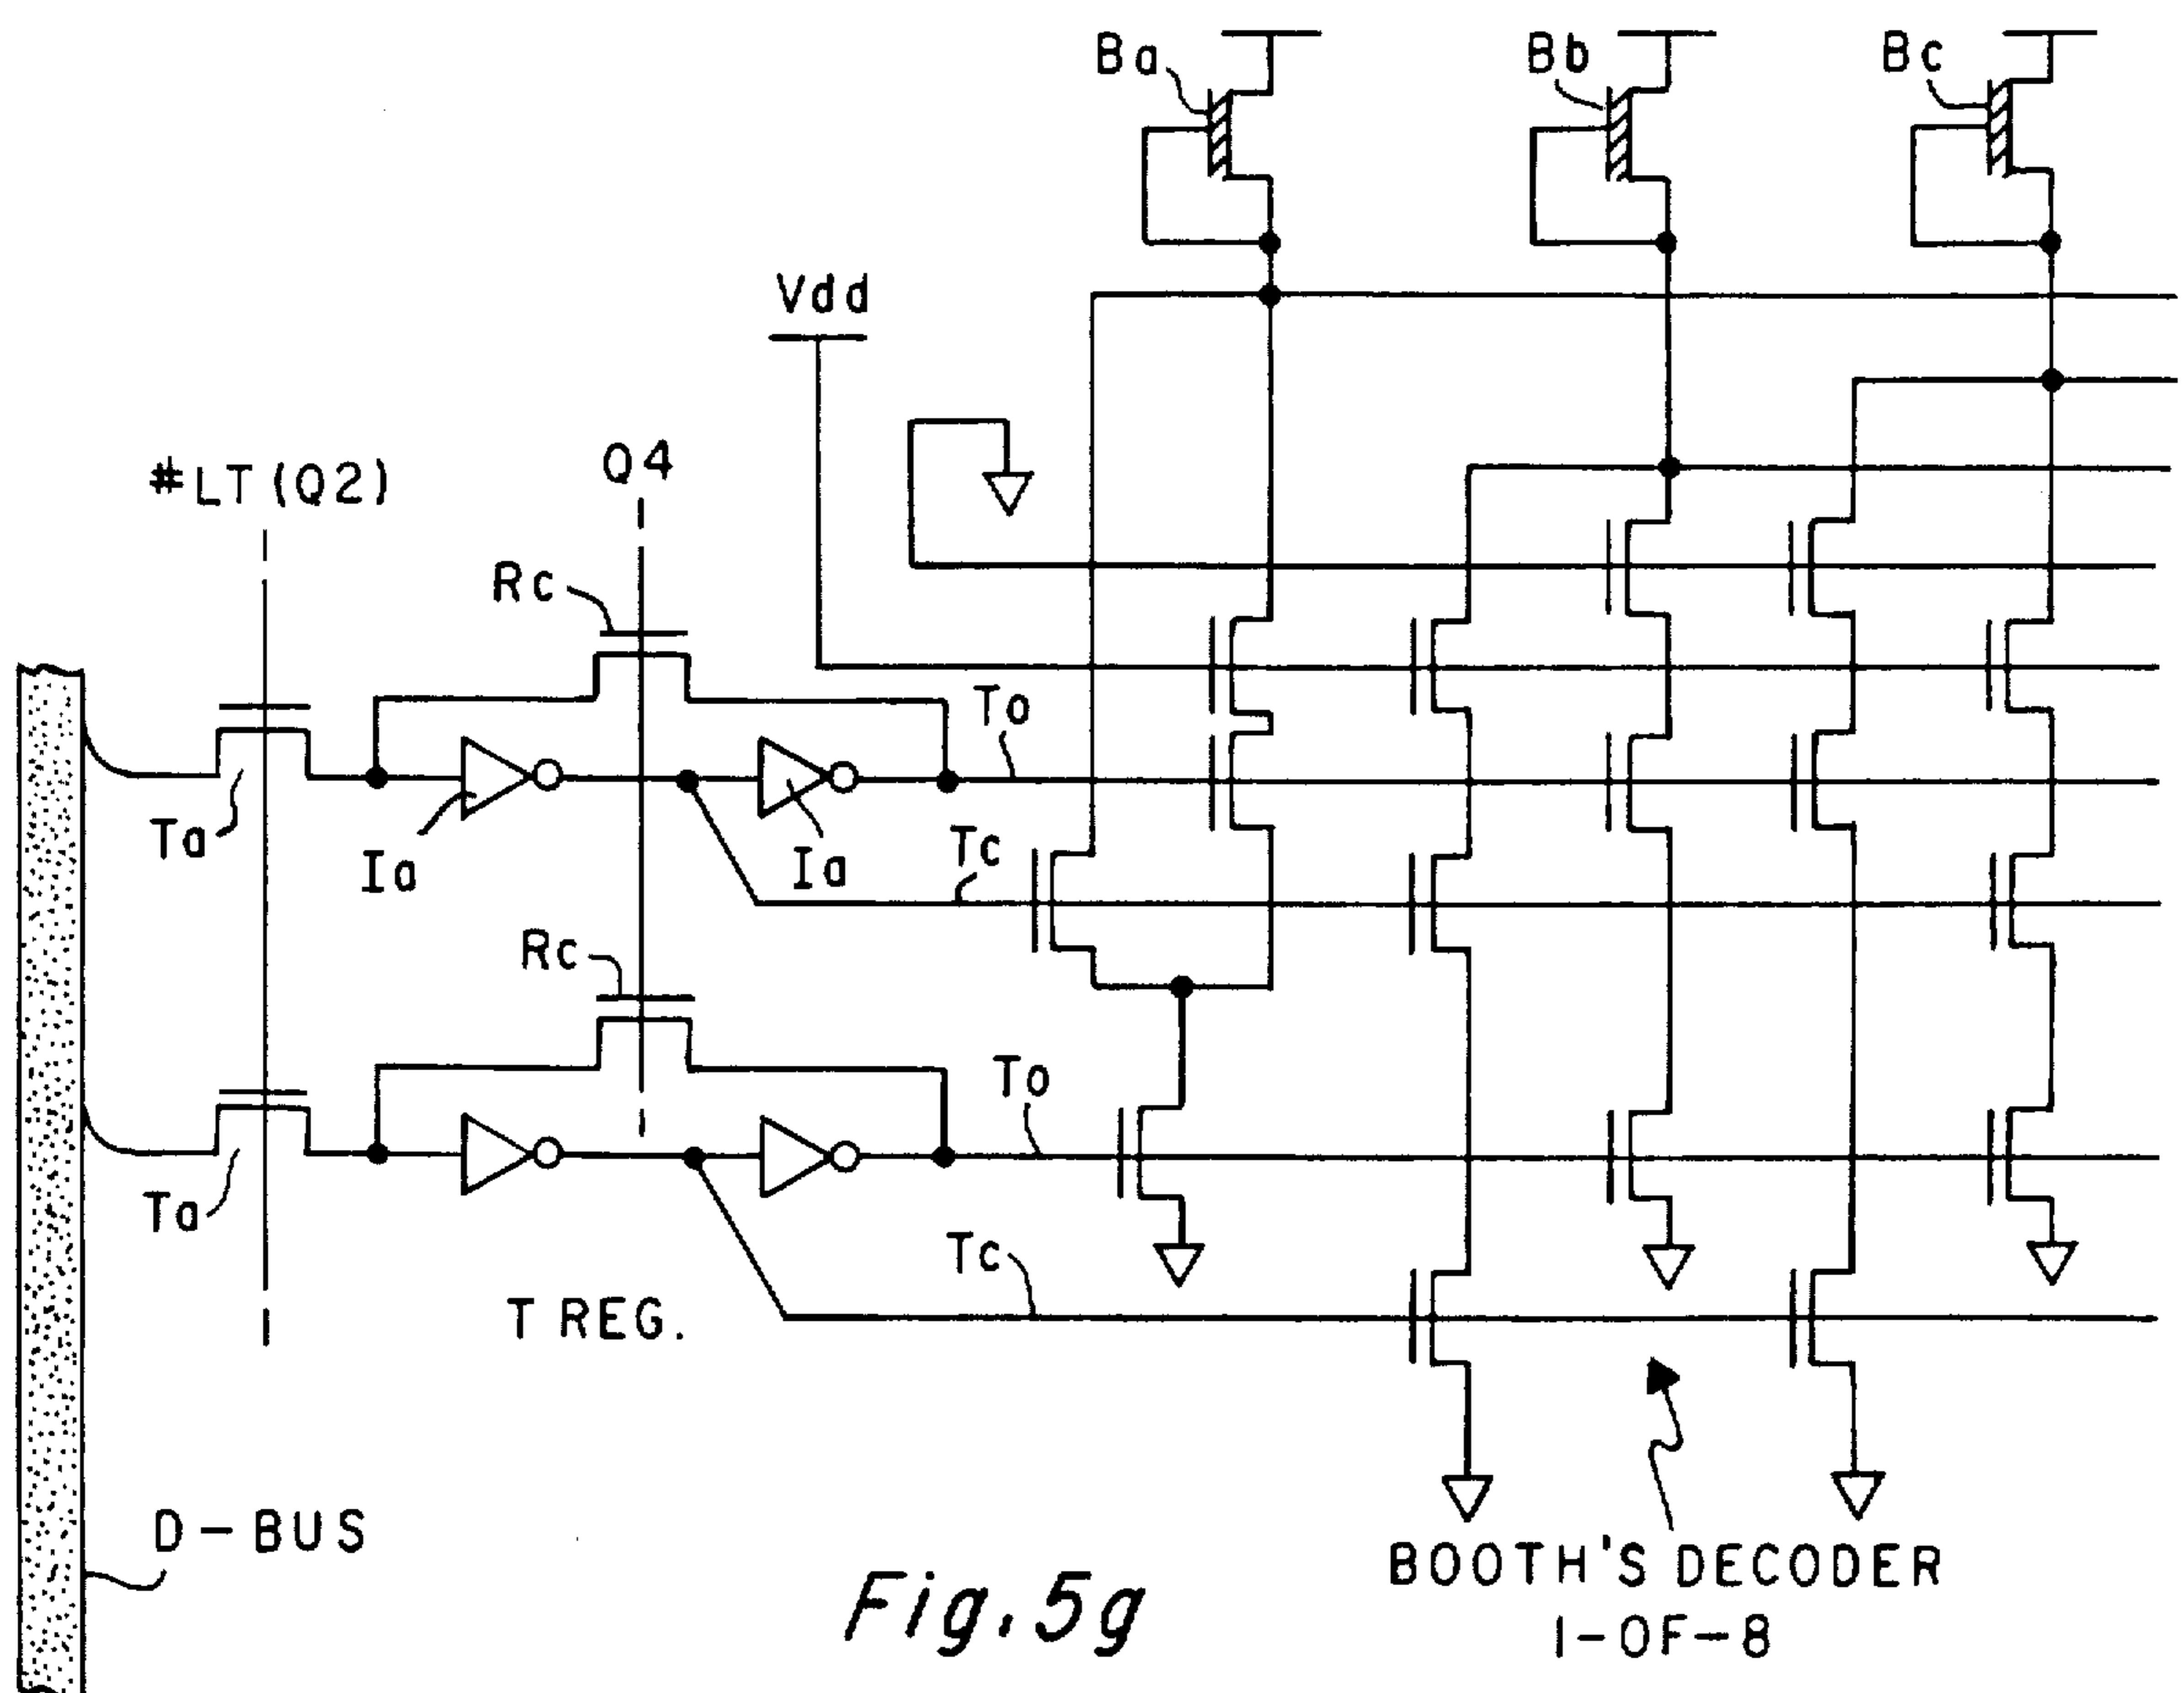 Ba
Bb
Bc
Vdd
#LT(Q2)
Q4
Rc
To
Ta
Ia
Ia
Tc
Rc
To
Ta
Tc
T REG.
D-BUS
BOOTH'S DECODER
1-OF-8
Fig. 5g